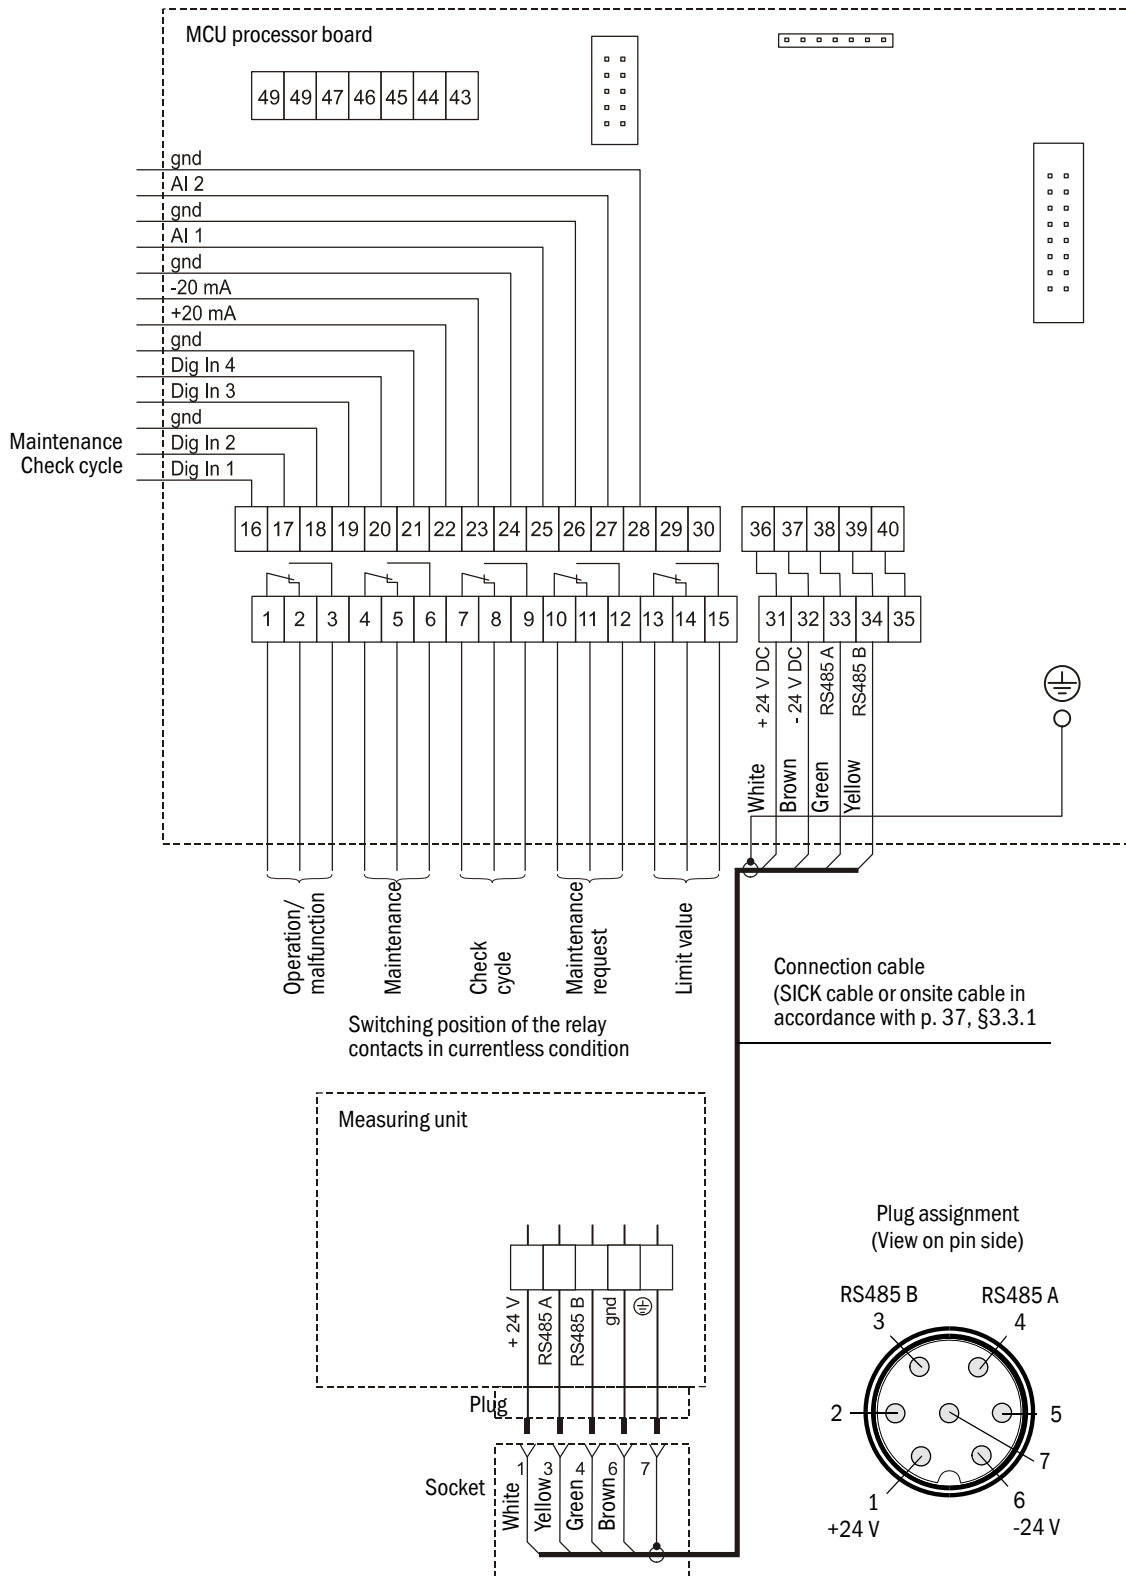 MCU processor board
49 49 47 46 45 44 43
gnd
AI 2
gnd
AI 1
gnd
-20 mA
+20 mA
gnd
Dig In 4
Dig In 3
gnd
Dig In 2
Dig In 1
Maintenance
Check cycle
16 17 18 19 20 21 22 23 24 25 26 27 28 29 30
36 37 38 39 40
1 2 3 4 5 6 7 8 9 10 11 12 13 14 15
31 32 33 34 35
+ 24 V DC
- 24 V DC
RS485 A
RS485 B
White
Brown
Green
Yellow
Operation/
malfunction
Maintenance
Check
cycle
Maintenance
request
Limit value
Switching position of the relay
contacts in currentless condition
Connection cable
(SICK cable or onsite cable in
accordance with p. 37, §3.3.1
Measuring unit
+ 24 V
RS485 A
RS485 B
gnd
Plug
Socket
1 3 4 6 7
White
Yellow
Green
Brown
Plug assignment
(View on pin side)
RS485 B
3
RS485 A
4
2
5
7
1
+24 V
6
-24 V